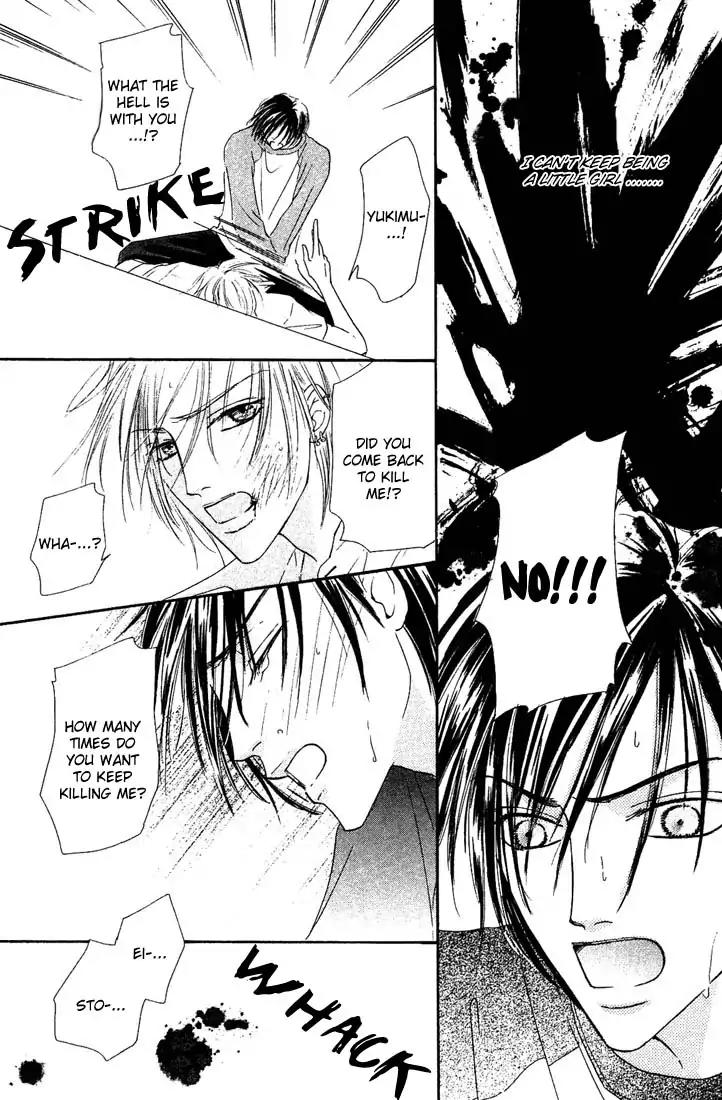 I CAN'T KEEP BEING
A LITTLE GIRL .......
NO!!!
WHAT THE
HELL IS
WITH YOU
...!?
STRIKE
YUKIMU-
...!
DID YOU
COME BACK
TO KILL
ME!?
WHA-...?
HOW MANY
TIMES DO
YOU WANT
TO KEEP
KILLING ME?
EI-...
STO-...
WHACK